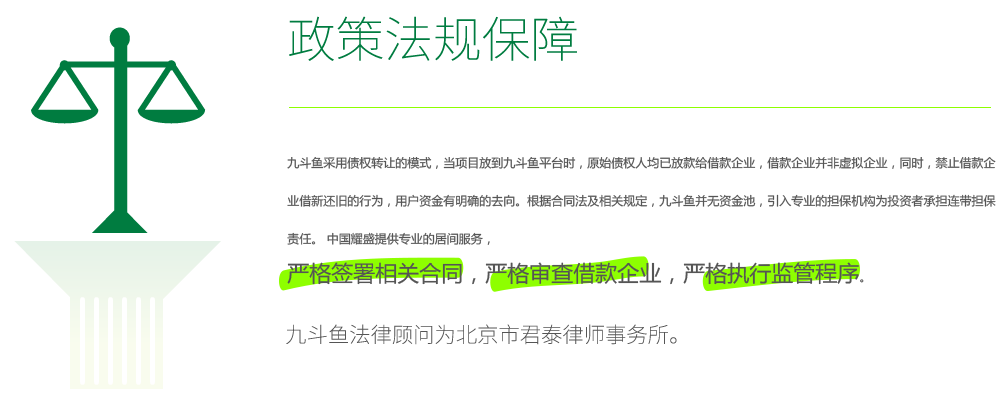 政策法规保障
九斗鱼采用债权转让的模式，当项目放到九斗鱼平台时，原始债权人均已放款给借款企业，借款企业并非虚拟企业，同时，禁止借款企
业借新还旧的行为，用户资金有明确的去向。根据合同法及相关规定，九斗鱼并无资金池，引入专业的担保机构为投资者承担连带担保
责任。 中国耀盛提供专业的居间服务，
严格签署相关合同，严格审查借款企业，严格执行监管程序.
九斗鱼法律顾问为北京市君泰律师事务所。